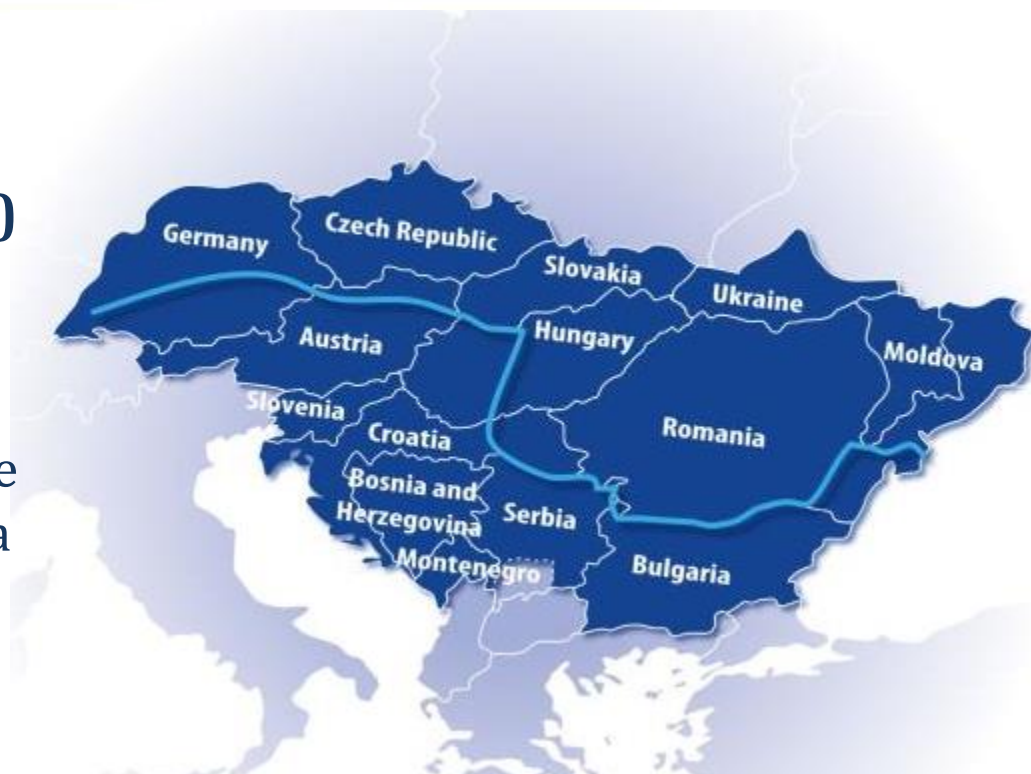 Germany
Czech Republic
Slovakia
Ukraine
Austria
Hungary
Moldova
Slovenia
Croatia
Romania
Bosnia and
Herzegovina
Serbia
Montenegro
Bulgaria
e
a